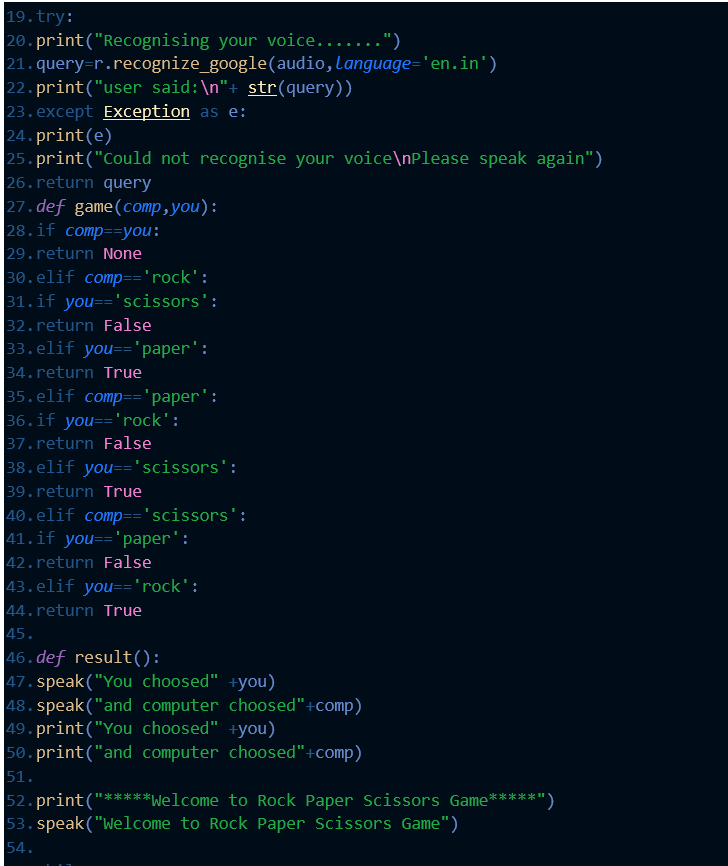 19.try:
20.print("Recognising your voice.......")
21.query=r.recognize_google(audio,language='en.in')
22.print("user said:\n"+ str(query))
23.except Exception as e:
24.print(e)
25.print("Could not recognise your voice\nPlease speak again")
26.return query
27.def game(comp,you):
28.if comp==you:
29.return None
30.elif comp=='rock':
31.if you=='scissors':
32.return False
33.elif you=='paper':
34.return True
35.elif comp=='paper':
36.if you=='rock':
37.return False
38.elif you=='scissors':
39.return True
40.elif comp=='scissors':
41.if you=='paper':
42.return False
43.elif you=='rock':
44.return True
45.
46.def result():
47.speak("You choosed" +you)
48.speak("and computer choosed"+comp)
49.print("You choosed" +you)
50.print("and computer choosed"+comp)
51.
52.print("*****Welcome to Rock Paper Scissors Game*****")
53.speak("Welcome to Rock Paper Scissors Game")
54.